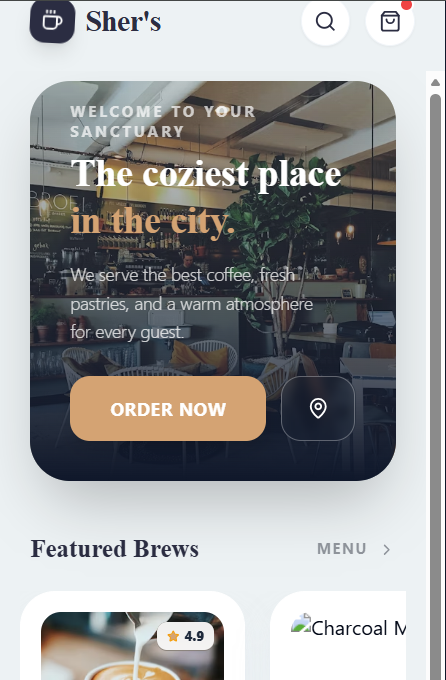 Sher's
WELCOME TO YOUR
SANCTUARY
The coziest place
in the city.
We serve the best coffee, fresh
pastries, and a warm atmosphere
for every guest.
ORDER NOW
Featured Brews
MENU
4.9
Charcoal M